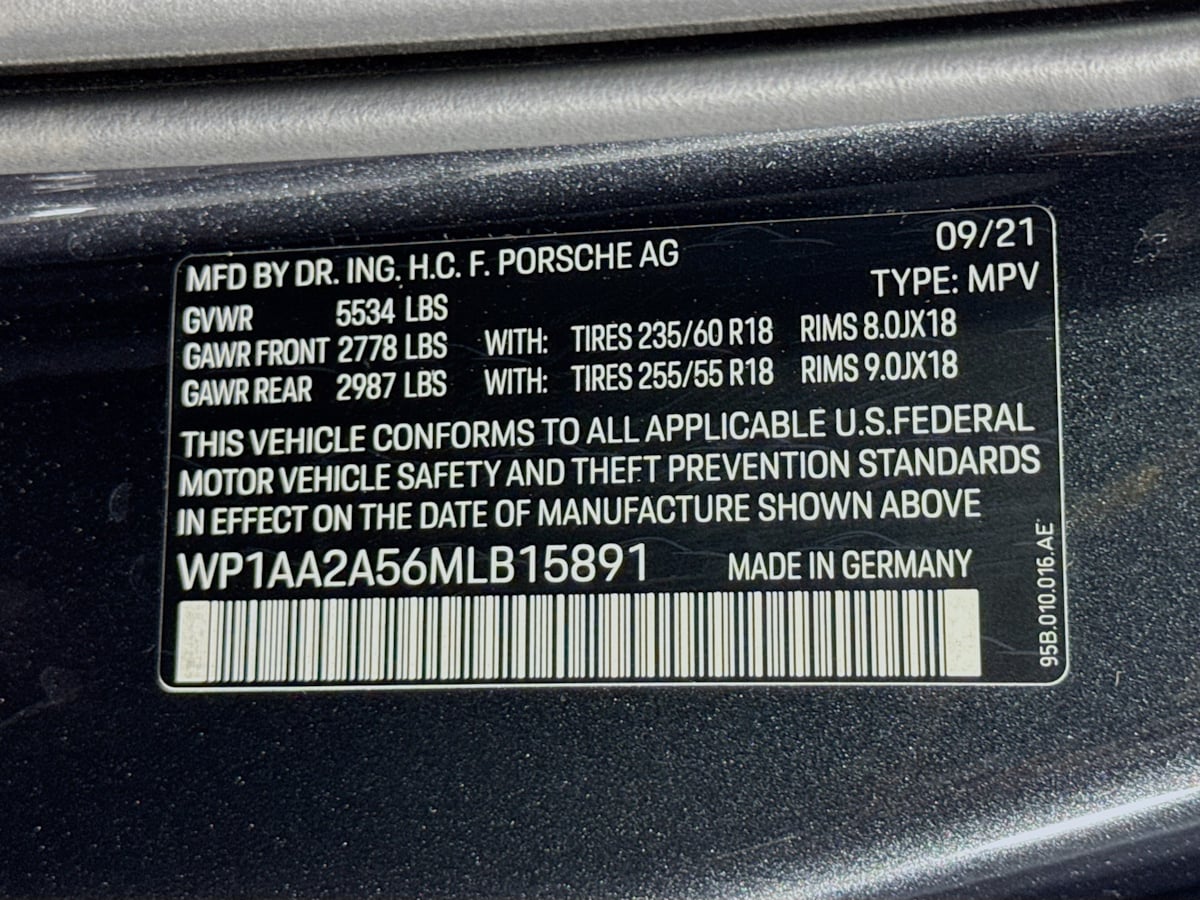 MFD BY DR. ING. H.C. F. PORSCHE AG 09/21
TYPE: MPV
GVWR 5534 LBS
GAWR FRONT 2778 LBS WITH: TIRES 235/60 R18 RIMS 8.0JX18
GAWR REAR 2987 LBS WITH: TIRES 255/55 R18 RIMS 9.0JX18
THIS VEHICLE CONFORMS TO ALL APPLICABLE U.S.FEDERAL
MOTOR VEHICLE SAFETY AND THEFT PREVENTION STANDARDS
IN EFFECT ON THE DATE OF MANUFACTURE SHOWN ABOVE
WP1AA2A56MLB15891 MADE IN GERMANY
95B.010.016.AE